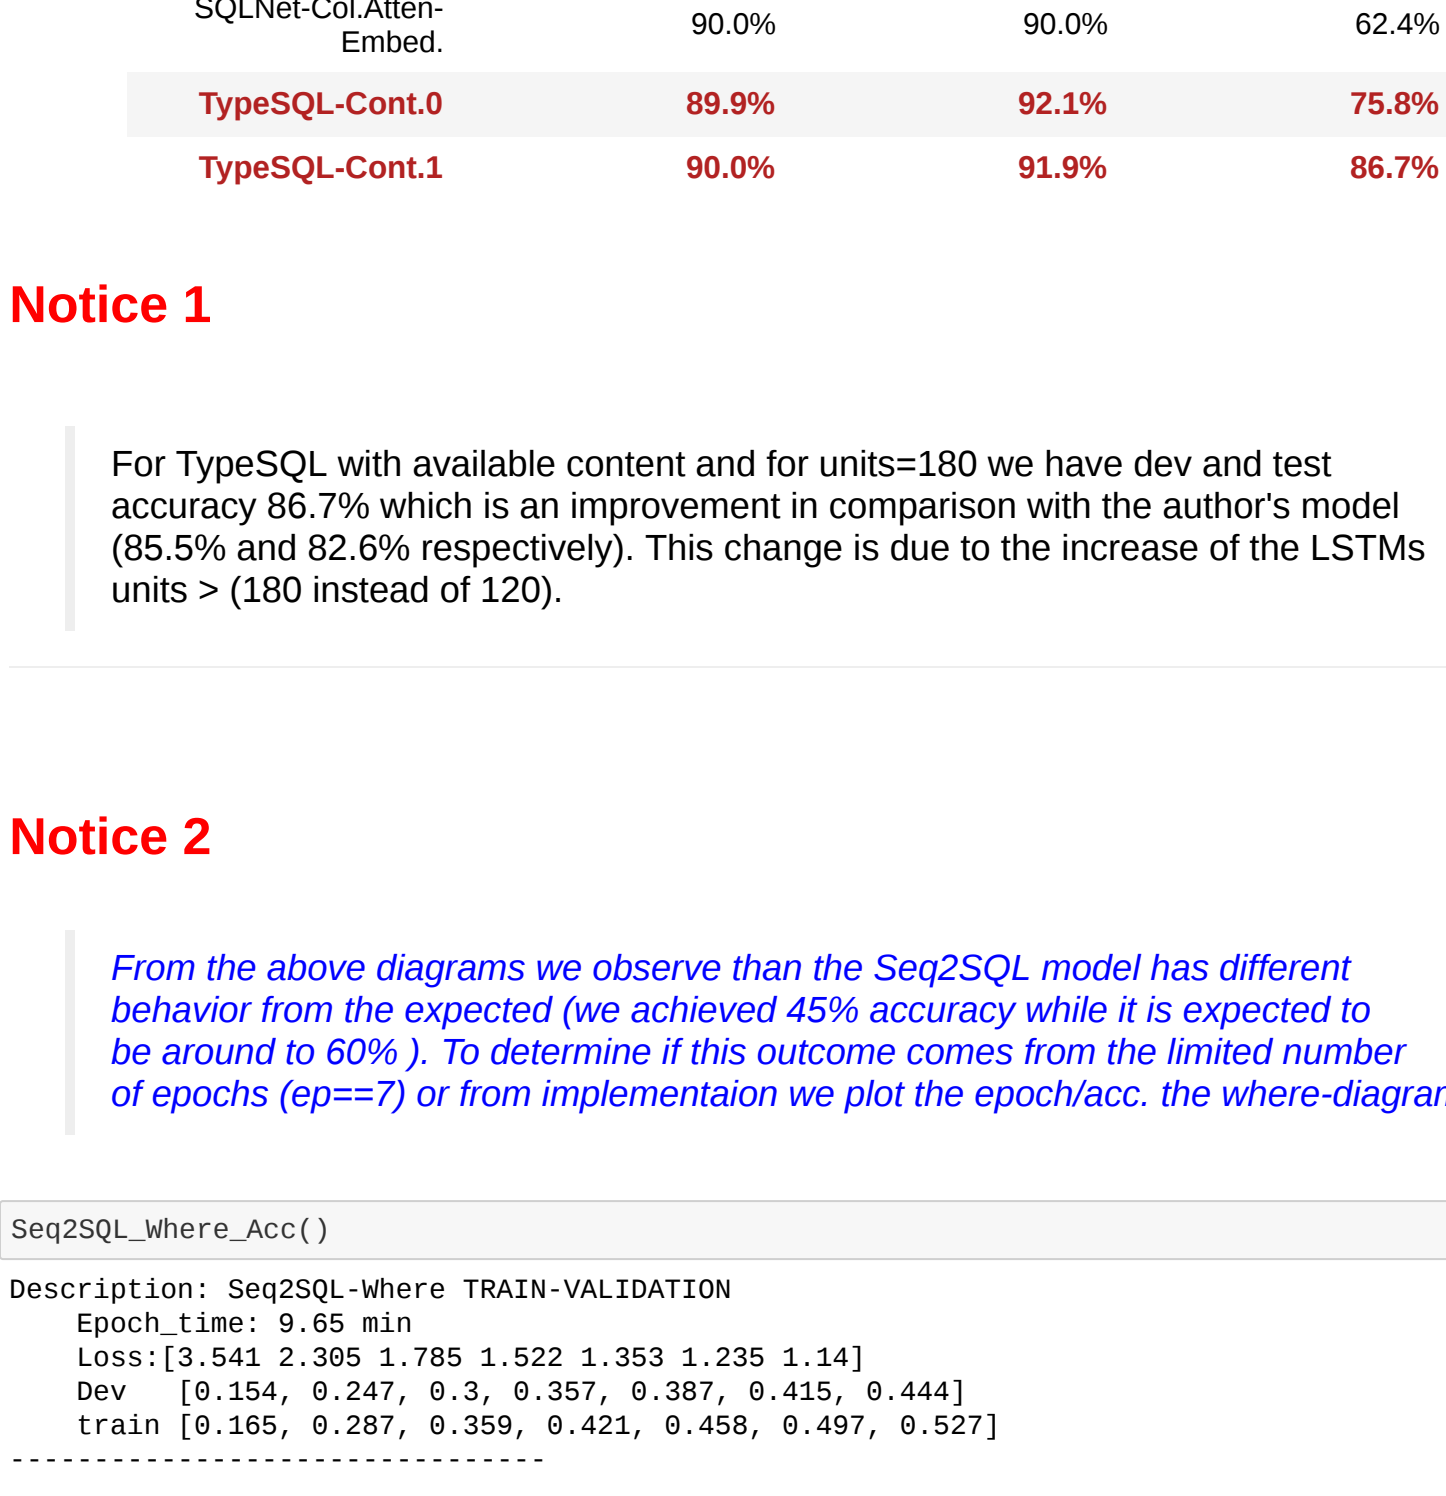 SQLNet-Col.Atten-
Embed. 90.0% 90.0% 62.4%
TypeSQL-Cont.0 89.9% 92.1% 75.8%
TypeSQL-Cont.1 90.0% 91.9% 86.7%
Notice 1
For TypeSQL with available content and for units=180 we have dev and test
accuracy 86.7% which is an improvement in comparison with the author's model
(85.5% and 82.6% respectively). This change is due to the increase of the LSTMs
units > (180 instead of 120).
Notice 2
From the above diagrams we observe than the Seq2SQL model has different
behavior from the expected (we achieved 45% accuracy while it is expected to
be around to 60% ). To determine if this outcome comes from the limited number
of epochs (ep==7) or from implementaion we plot the epoch/acc. the
Seq2SQL_Where_Acc()
Description: Seq2SQL-Where TRAIN-VALIDATION
Epoch_time: 9.65 min
Loss:[3.541 2.305 1.785 1.522 1.353 1.235 1.14]
Dev [0.154, 0.247, 0.3, 0.357, 0.387, 0.415, 0.444]
train [0.165, 0.287, 0.359, 0.421, 0.458, 0.497, 0.527]
--------------------------------